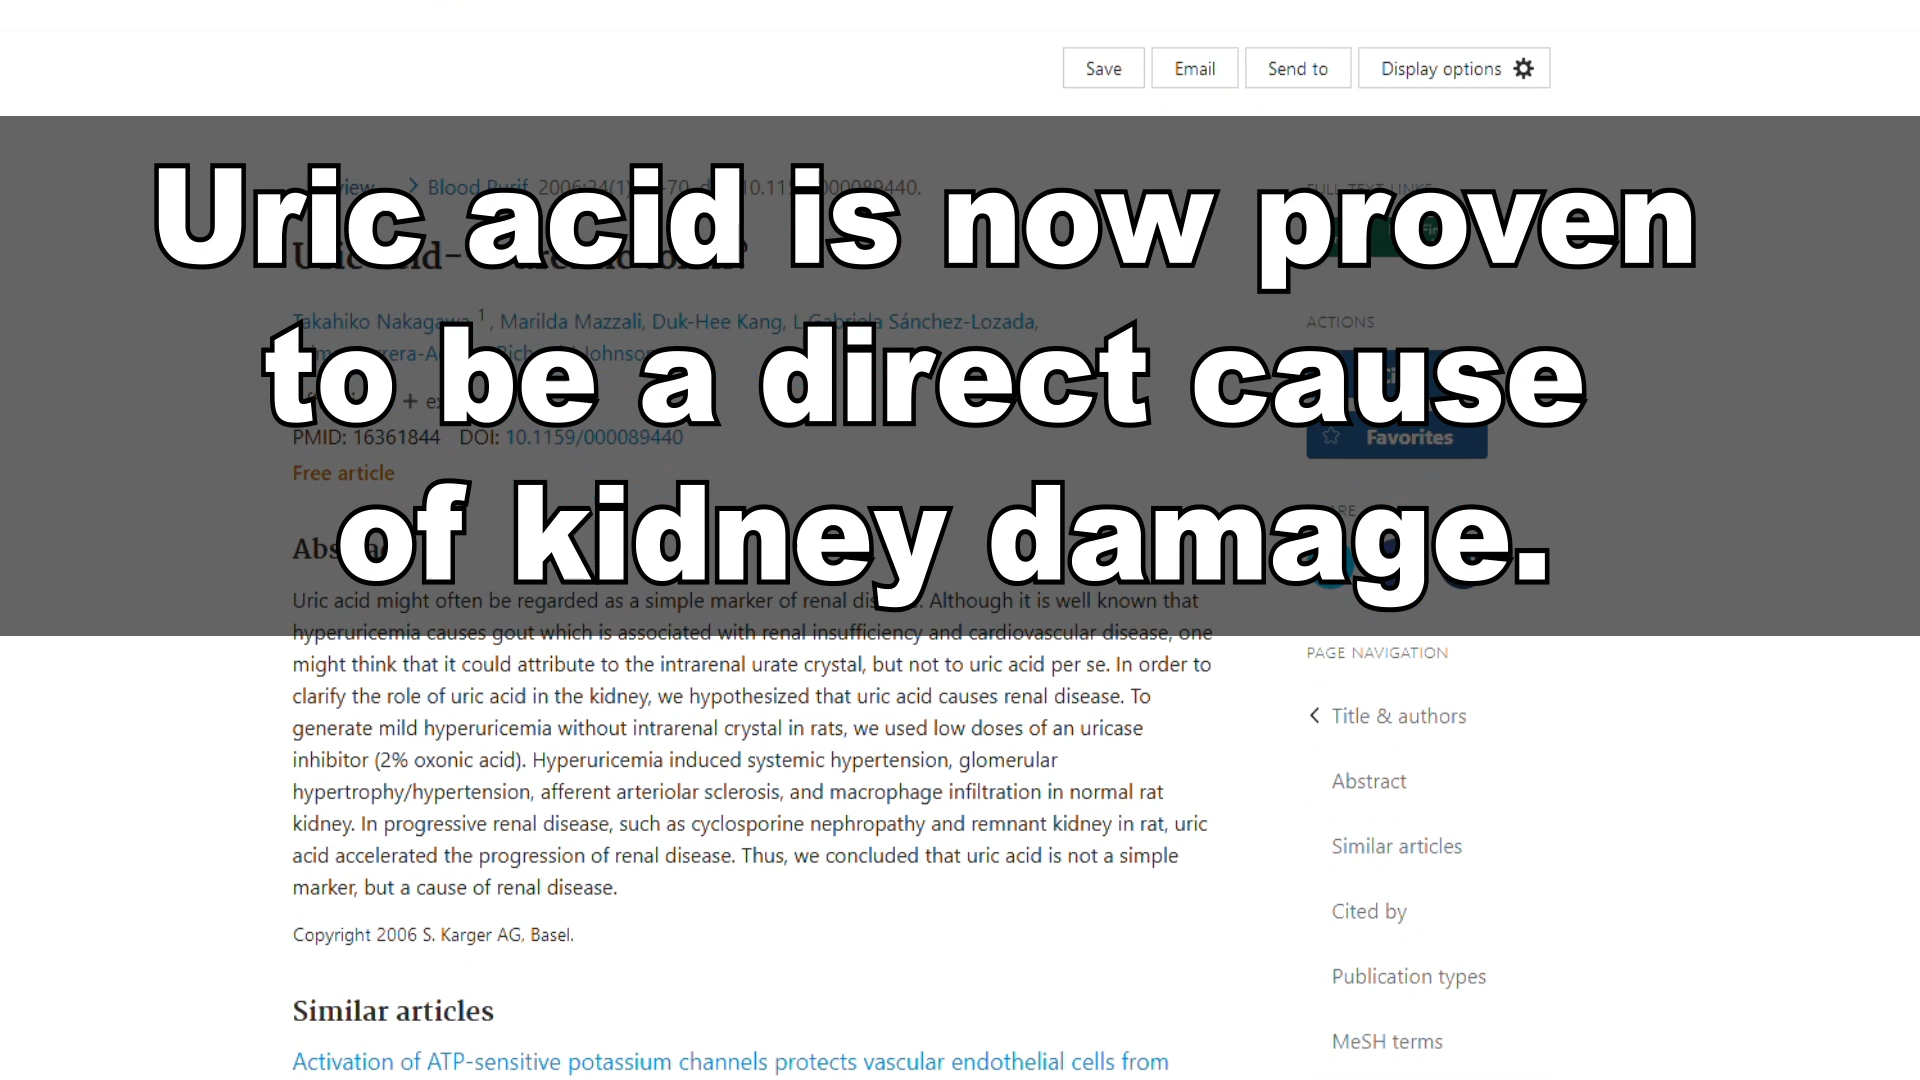 Save Email Send to Display options
Uric acid is now proven
to be a direct cause
of kidney damage.
Blood Purif. 2006;24(1)
ACTIONS
Takahiko Nakagawa 1, Marilda Mazzali, Duk-Hee Kang, L Gabriela Sánchez-Lozada,
PMID: 16361844 DOI: 10.1159/000089440
Favorites
Free article
Uric acid might often be regarded as a simple marker of renal Although it is well known that
hyperuricemia causes gout which is associated with renal insufficiency and cardiovascular disease, one
might think that it could attribute to the intrarenal urate crystal, but not to uric acid per se. In order to
clarify the role of uric acid in the kidney, we hypothesized that uric acid causes renal disease. To
generate mild hyperuricemia without intrarenal crystal in rats, we used low doses of an uricase
inhibitor (2% oxonic acid). Hyperuricemia induced systemic hypertension, glomerular
hypertrophy/hypertension, afferent arteriolar sclerosis, and macrophage infiltration in normal rat
kidney. In progressive renal disease, such as cyclosporine nephropathy and remnant kidney in rat, uric
acid accelerated the progression of renal disease. Thus, we concluded that uric acid is not a simple
marker, but a cause of renal disease.
Copyright 2006 S. Karger AG, Basel.
Similar articles
Activation of ATP-sensitive potassium channels protects vascular endothelial cells from
PAGE NAVIGATION
Title & authors
Abstract
Similar articles
Cited by
Publication types
MeSH terms